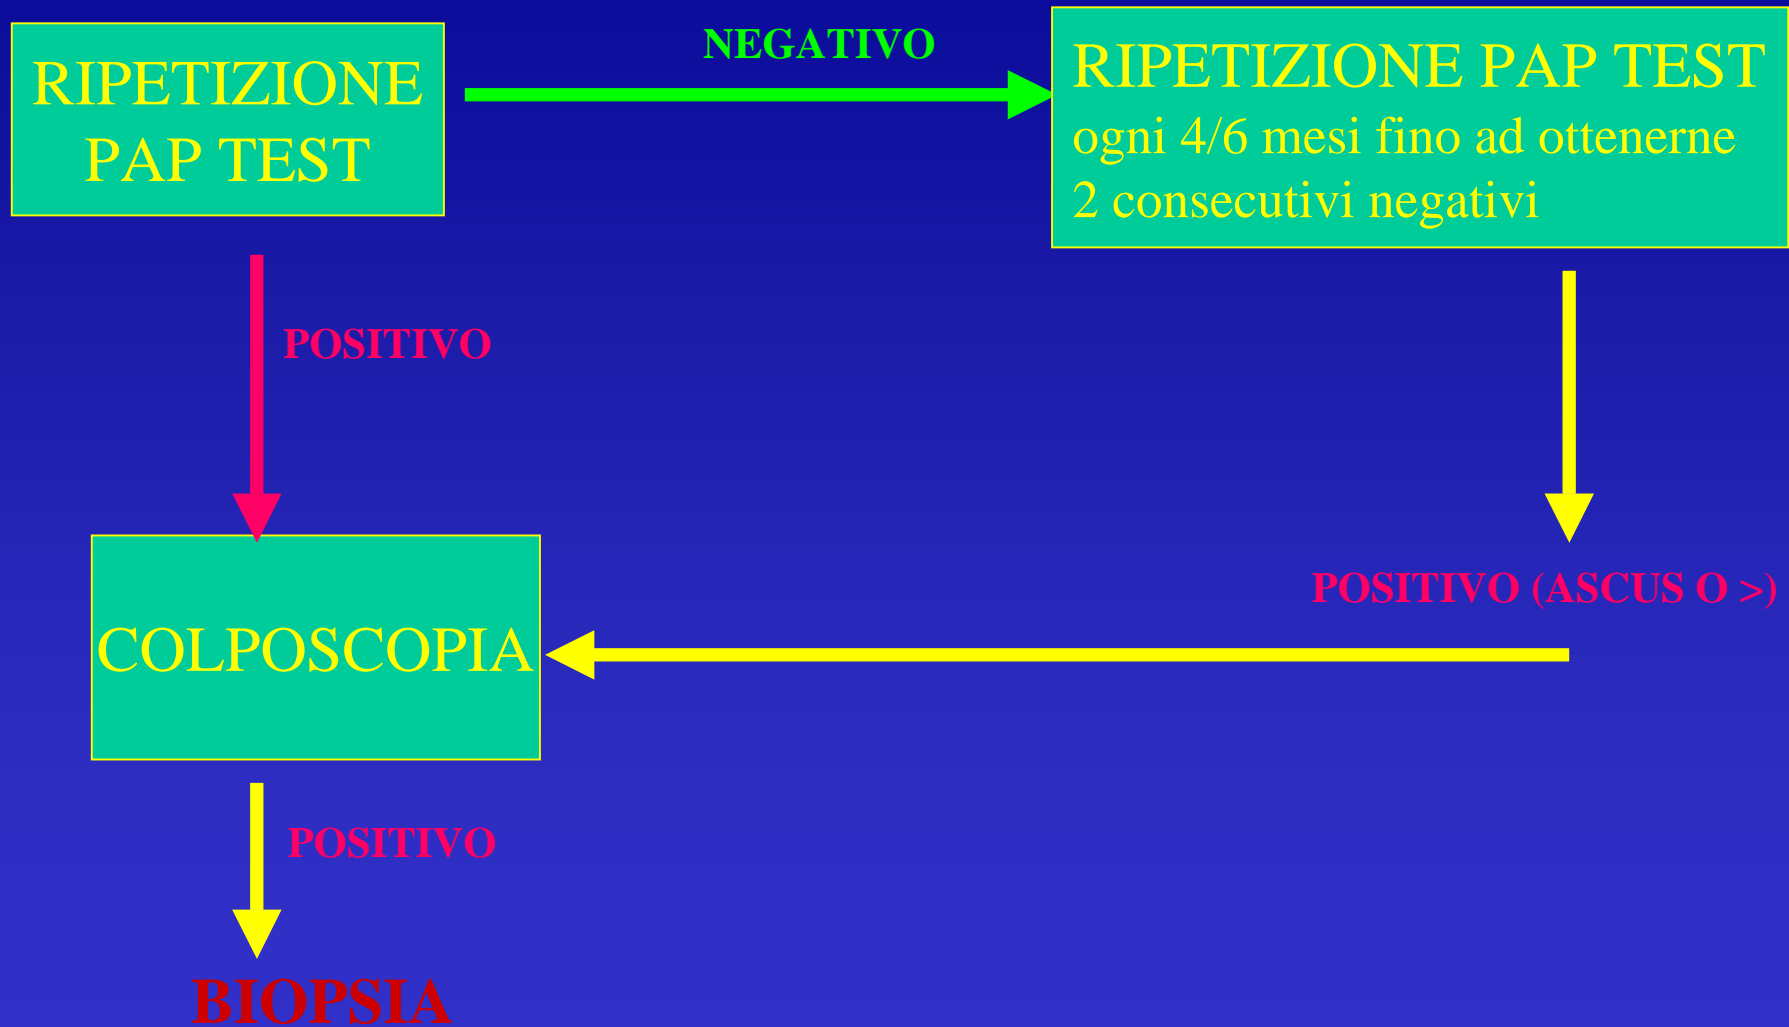 RIPETIZIONE
PAP TEST
NEGATIVO
RIPETIZIONE PAP TEST
ogni 4/6 mesi fino ad ottenerne
2 consecutivi negativi
POSITIVO
POSITIVO (ASCUS O >)
COLPOSCOPIA
POSITIVO
BIOPSIA